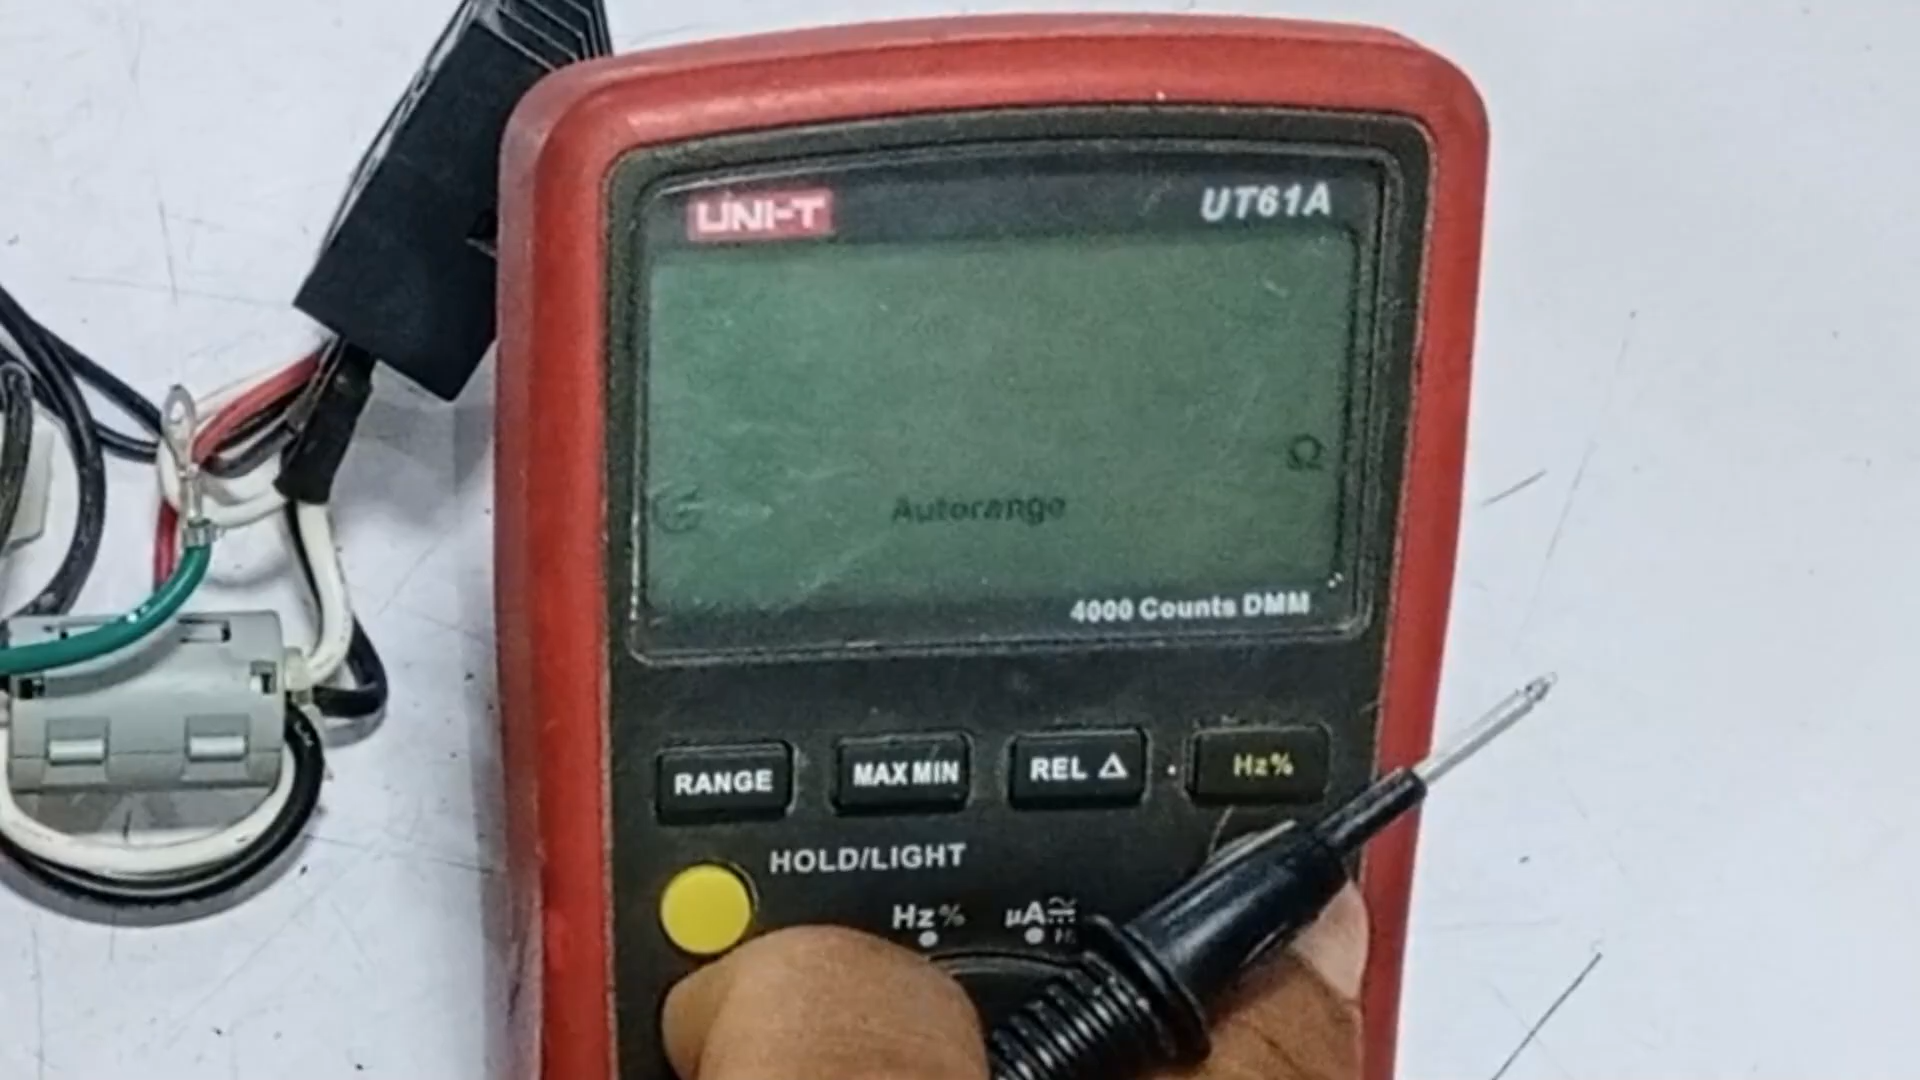 UNI-T
UT61A
Ω
Autorange
4000 Counts DMM
RANGE
MAX MIN
REL Δ
Hz%
HOLD/LIGHT
Hz%
μA